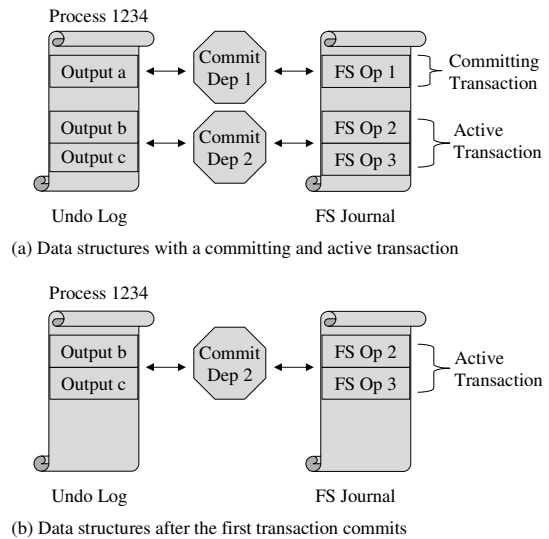 Process 1234
Output a
Commit
Dep 1
FS Op 1
Committing
Transaction
Output b
Output c
Commit
Dep 2
FS Op 2
FS Op 3
Active
Transaction
Undo Log
FS Journal
(a) Data structures with a committing and active transaction
Process 1234
Output b
Output c
Commit
Dep 2
FS Op 2
FS Op 3
Active
Transaction
Undo Log
FS Journal
(b) Data structures after the first transaction commits